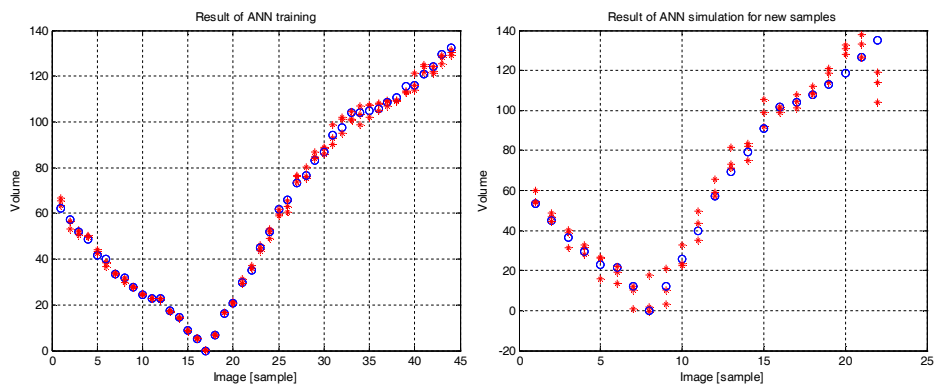 Result of ANN training
140
120
100
80
60
40
20
0
0 5 10 15 20 25 30 35 40 45
Volume
Image [sample]
Result of ANN simulation for new samples
140
120
100
80
60
40
20
0
-20
0 5 10 15 20 25
Volume
Image [sample]